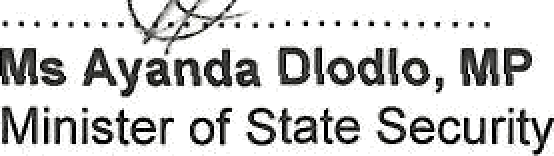 Ms Ayanda Dlodlo, MP
Minister of State Security